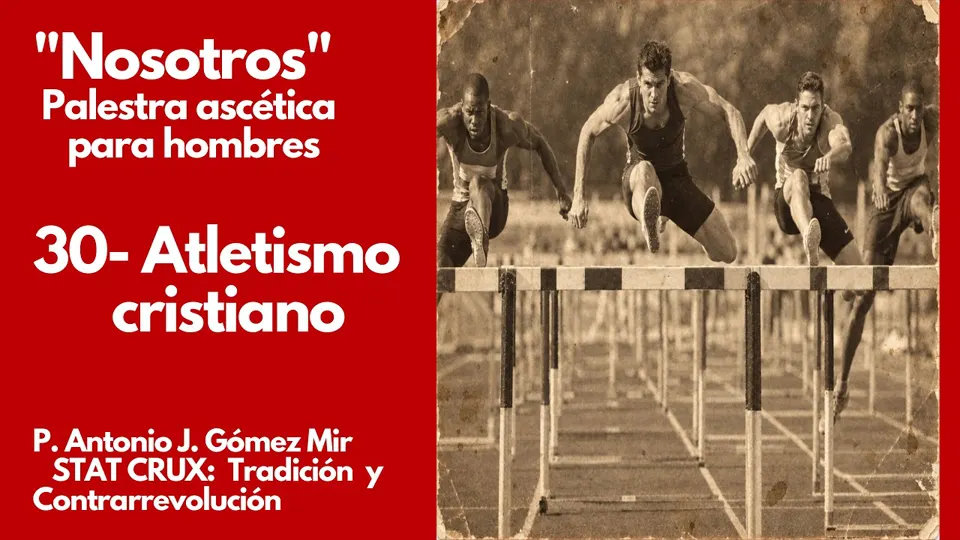 "Nosotros"
Palestra ascética
para hombres
30- Atletismo
cristiano
P. Antonio J. Gómez Mir
STAT CRUX: Tradición y
Contrarrevolución